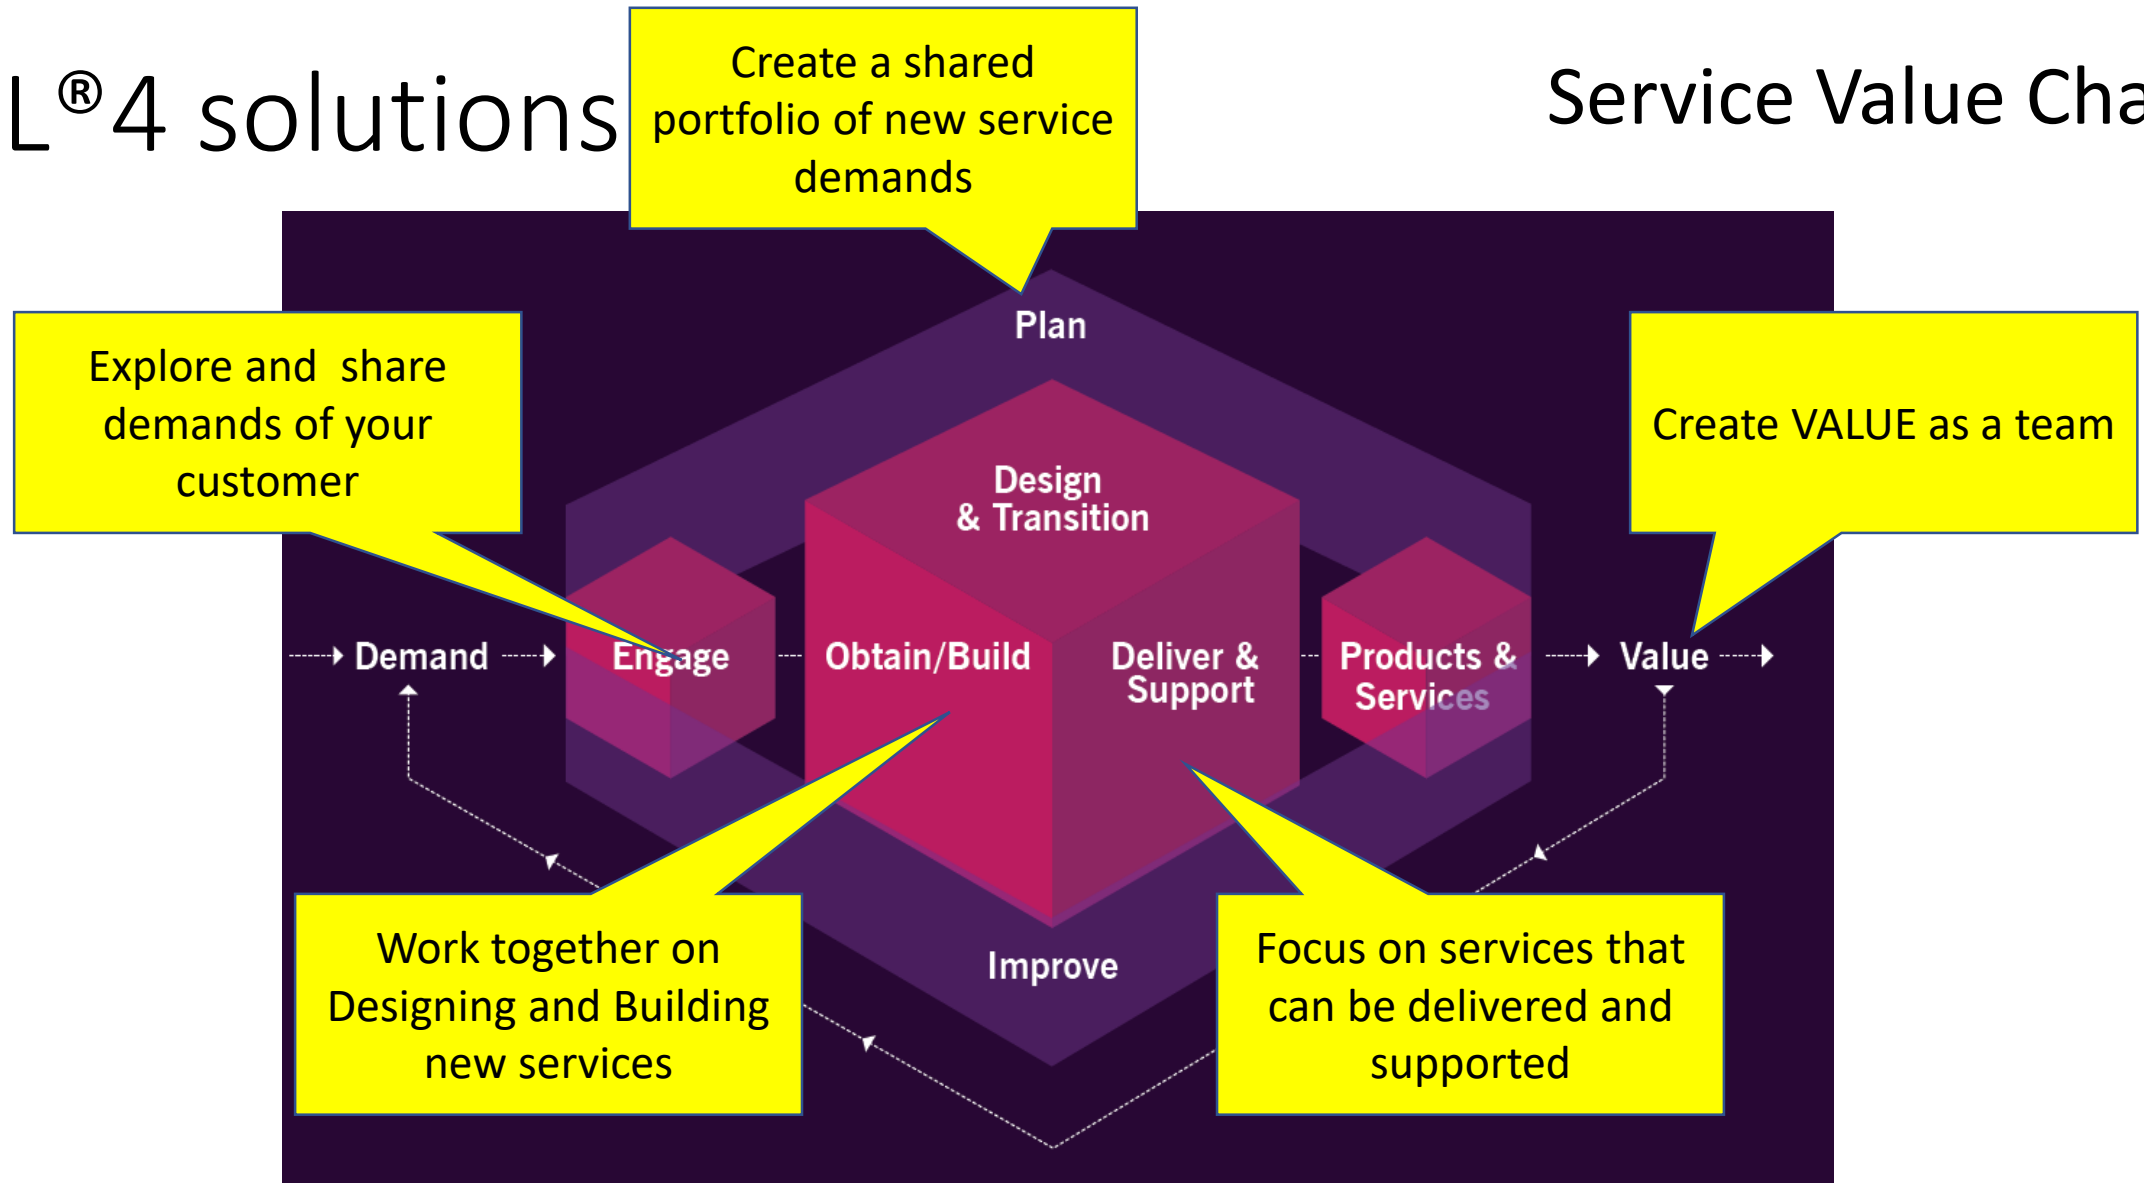 L®4 solutions
Service Value Cha
Create a shared
portfolio of new service
demands
Explore and  share
demands of your
customer
Create VALUE as a team
Plan
Design
& Transition
Demand
Engage
Obtain/Build
Deliver &
Support
Products &
Services
Value
Improve
Work together on
Designing and Building
new services
Focus on services that
can be delivered and
supported